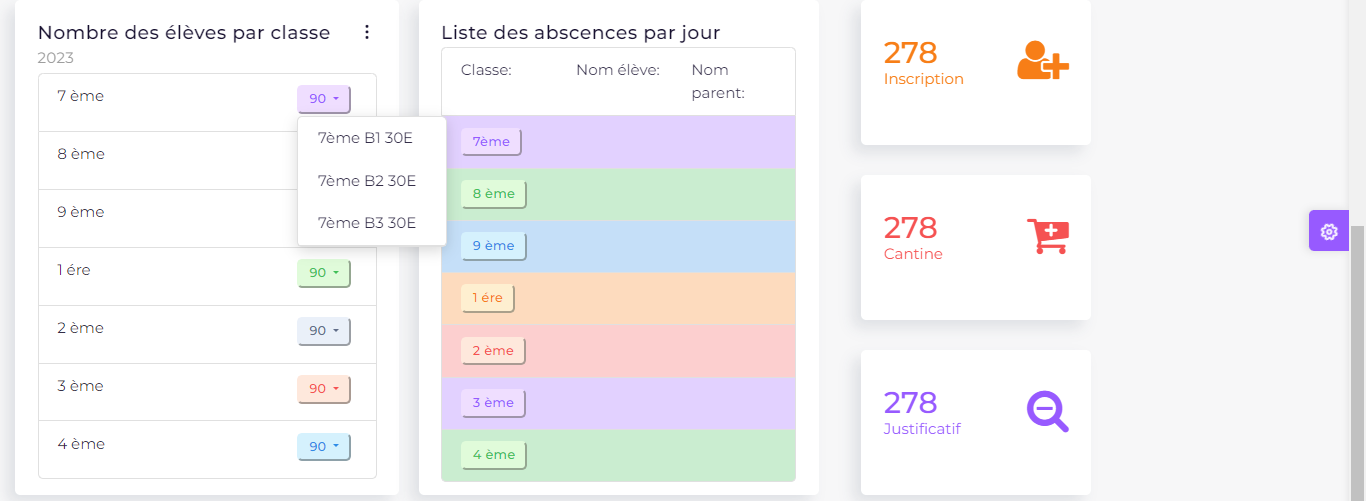 Nombre des élèves par classe
2023
7 ème
90
7ème B1 30E
7ème B2 30E
7ème B3 30E
8 ème
9 ème
1 ére
90
2 ème
90
3 ème
90
4 ème
90
Liste des abscences par jour
Classe: Nom élève: Nom
parent:
7ème
8 ème
9 ème
1 ére
2 ème
3 ème
4 ème
278
Inscription
278
Cantine
278
Justificatif